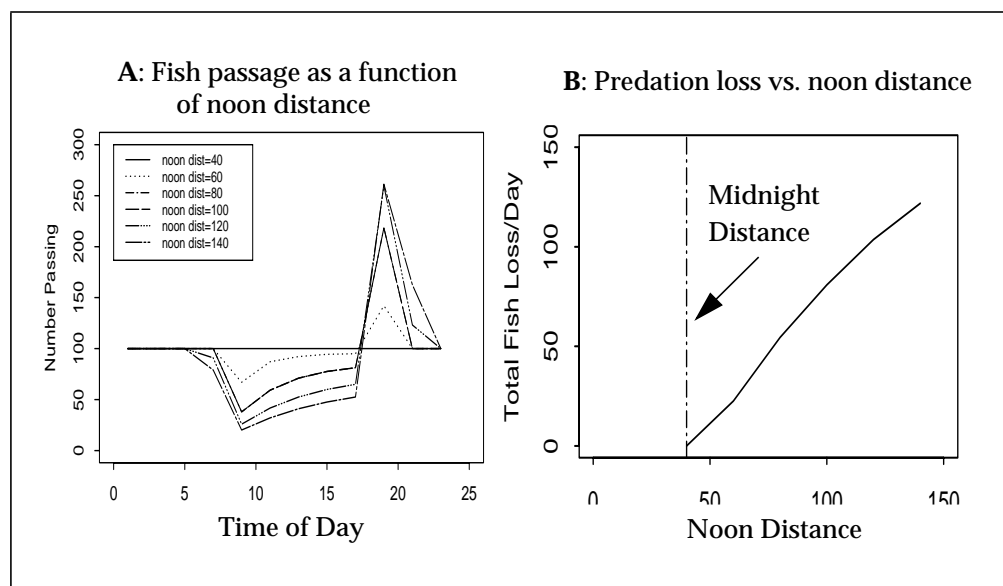 A: Fish passage as a function
of noon distance
Number Passing
300
250
200
150
100
50
0
noon dist=40
noon dist=60
noon dist=80
noon dist=100
noon dist=120
noon dist=140
0 5 10 15 20 25
Time of Day
B: Predation loss vs. noon distance
Total Fish Loss/Day
150
100
50
0
Midnight
Distance
0 50 100 150
Noon Distance